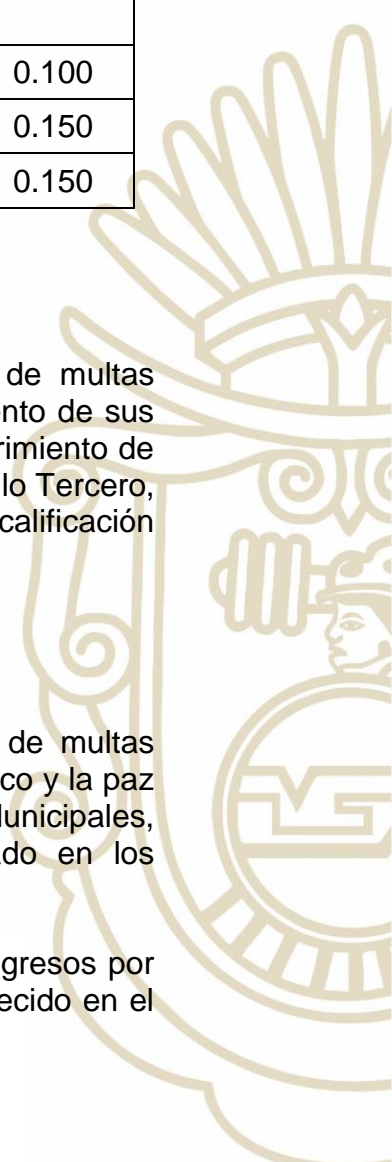 0.100
0.150
0.150
de multas
ento de sus
rimiento de
lo Tercero,
calificación
de multas
co y la paz
unicipales,
do en los
gresos por
ecido en el